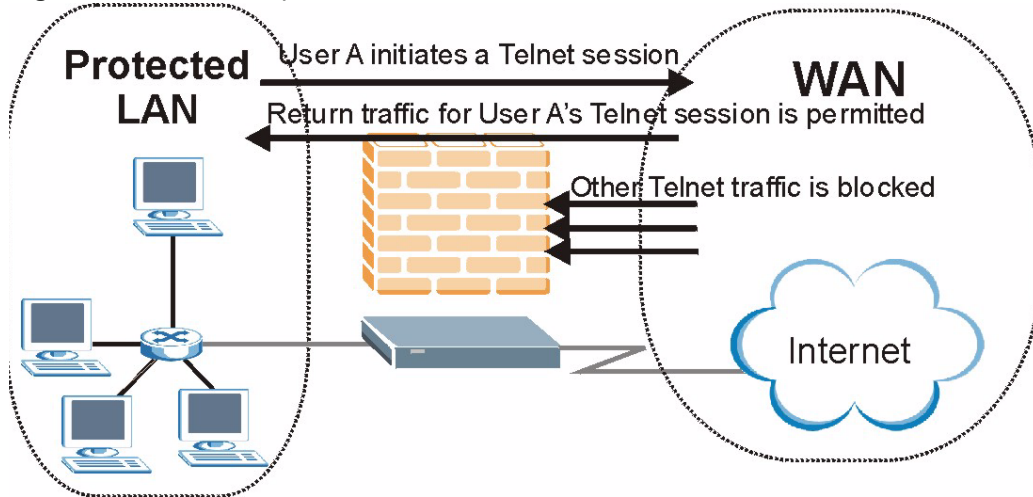 Protected
LAN
User A initiates a Telnet session
WAN
Return traffic for User A's Telnet session is permitted
Other Telnet traffic is blocked
Internet